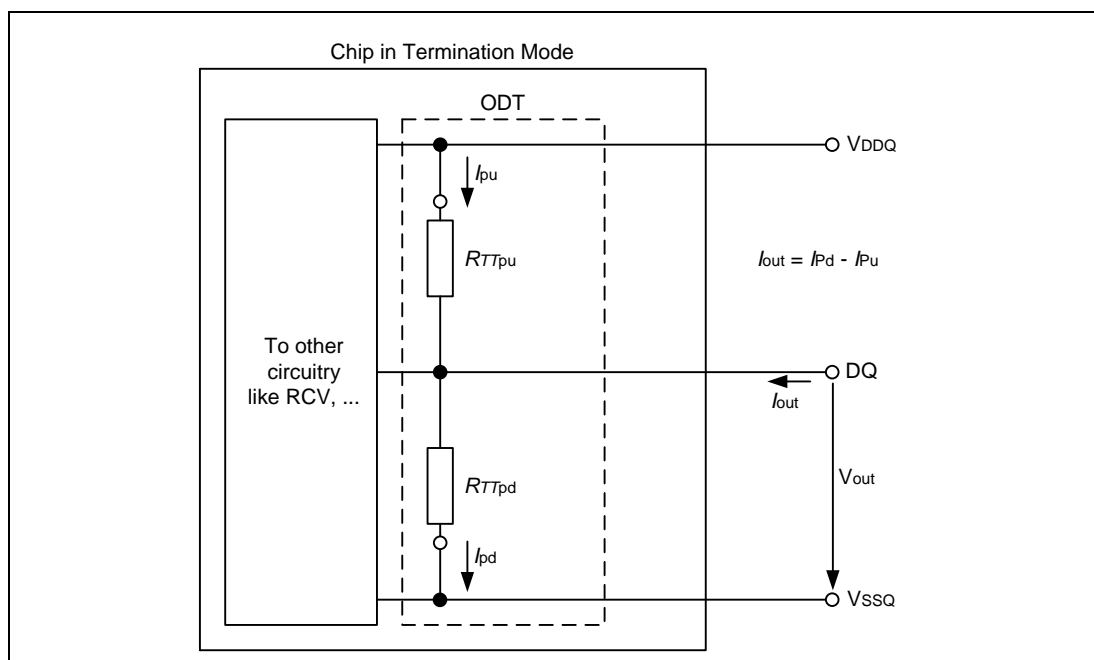 Chip in Termination Mode
ODT
VDDQ
Ipu
RTTpu
Iout = IPd - IPu
To other
circuitry
like RCV, ...
DQ
Iout
RTTpd
Vout
Ipd
VSSQ